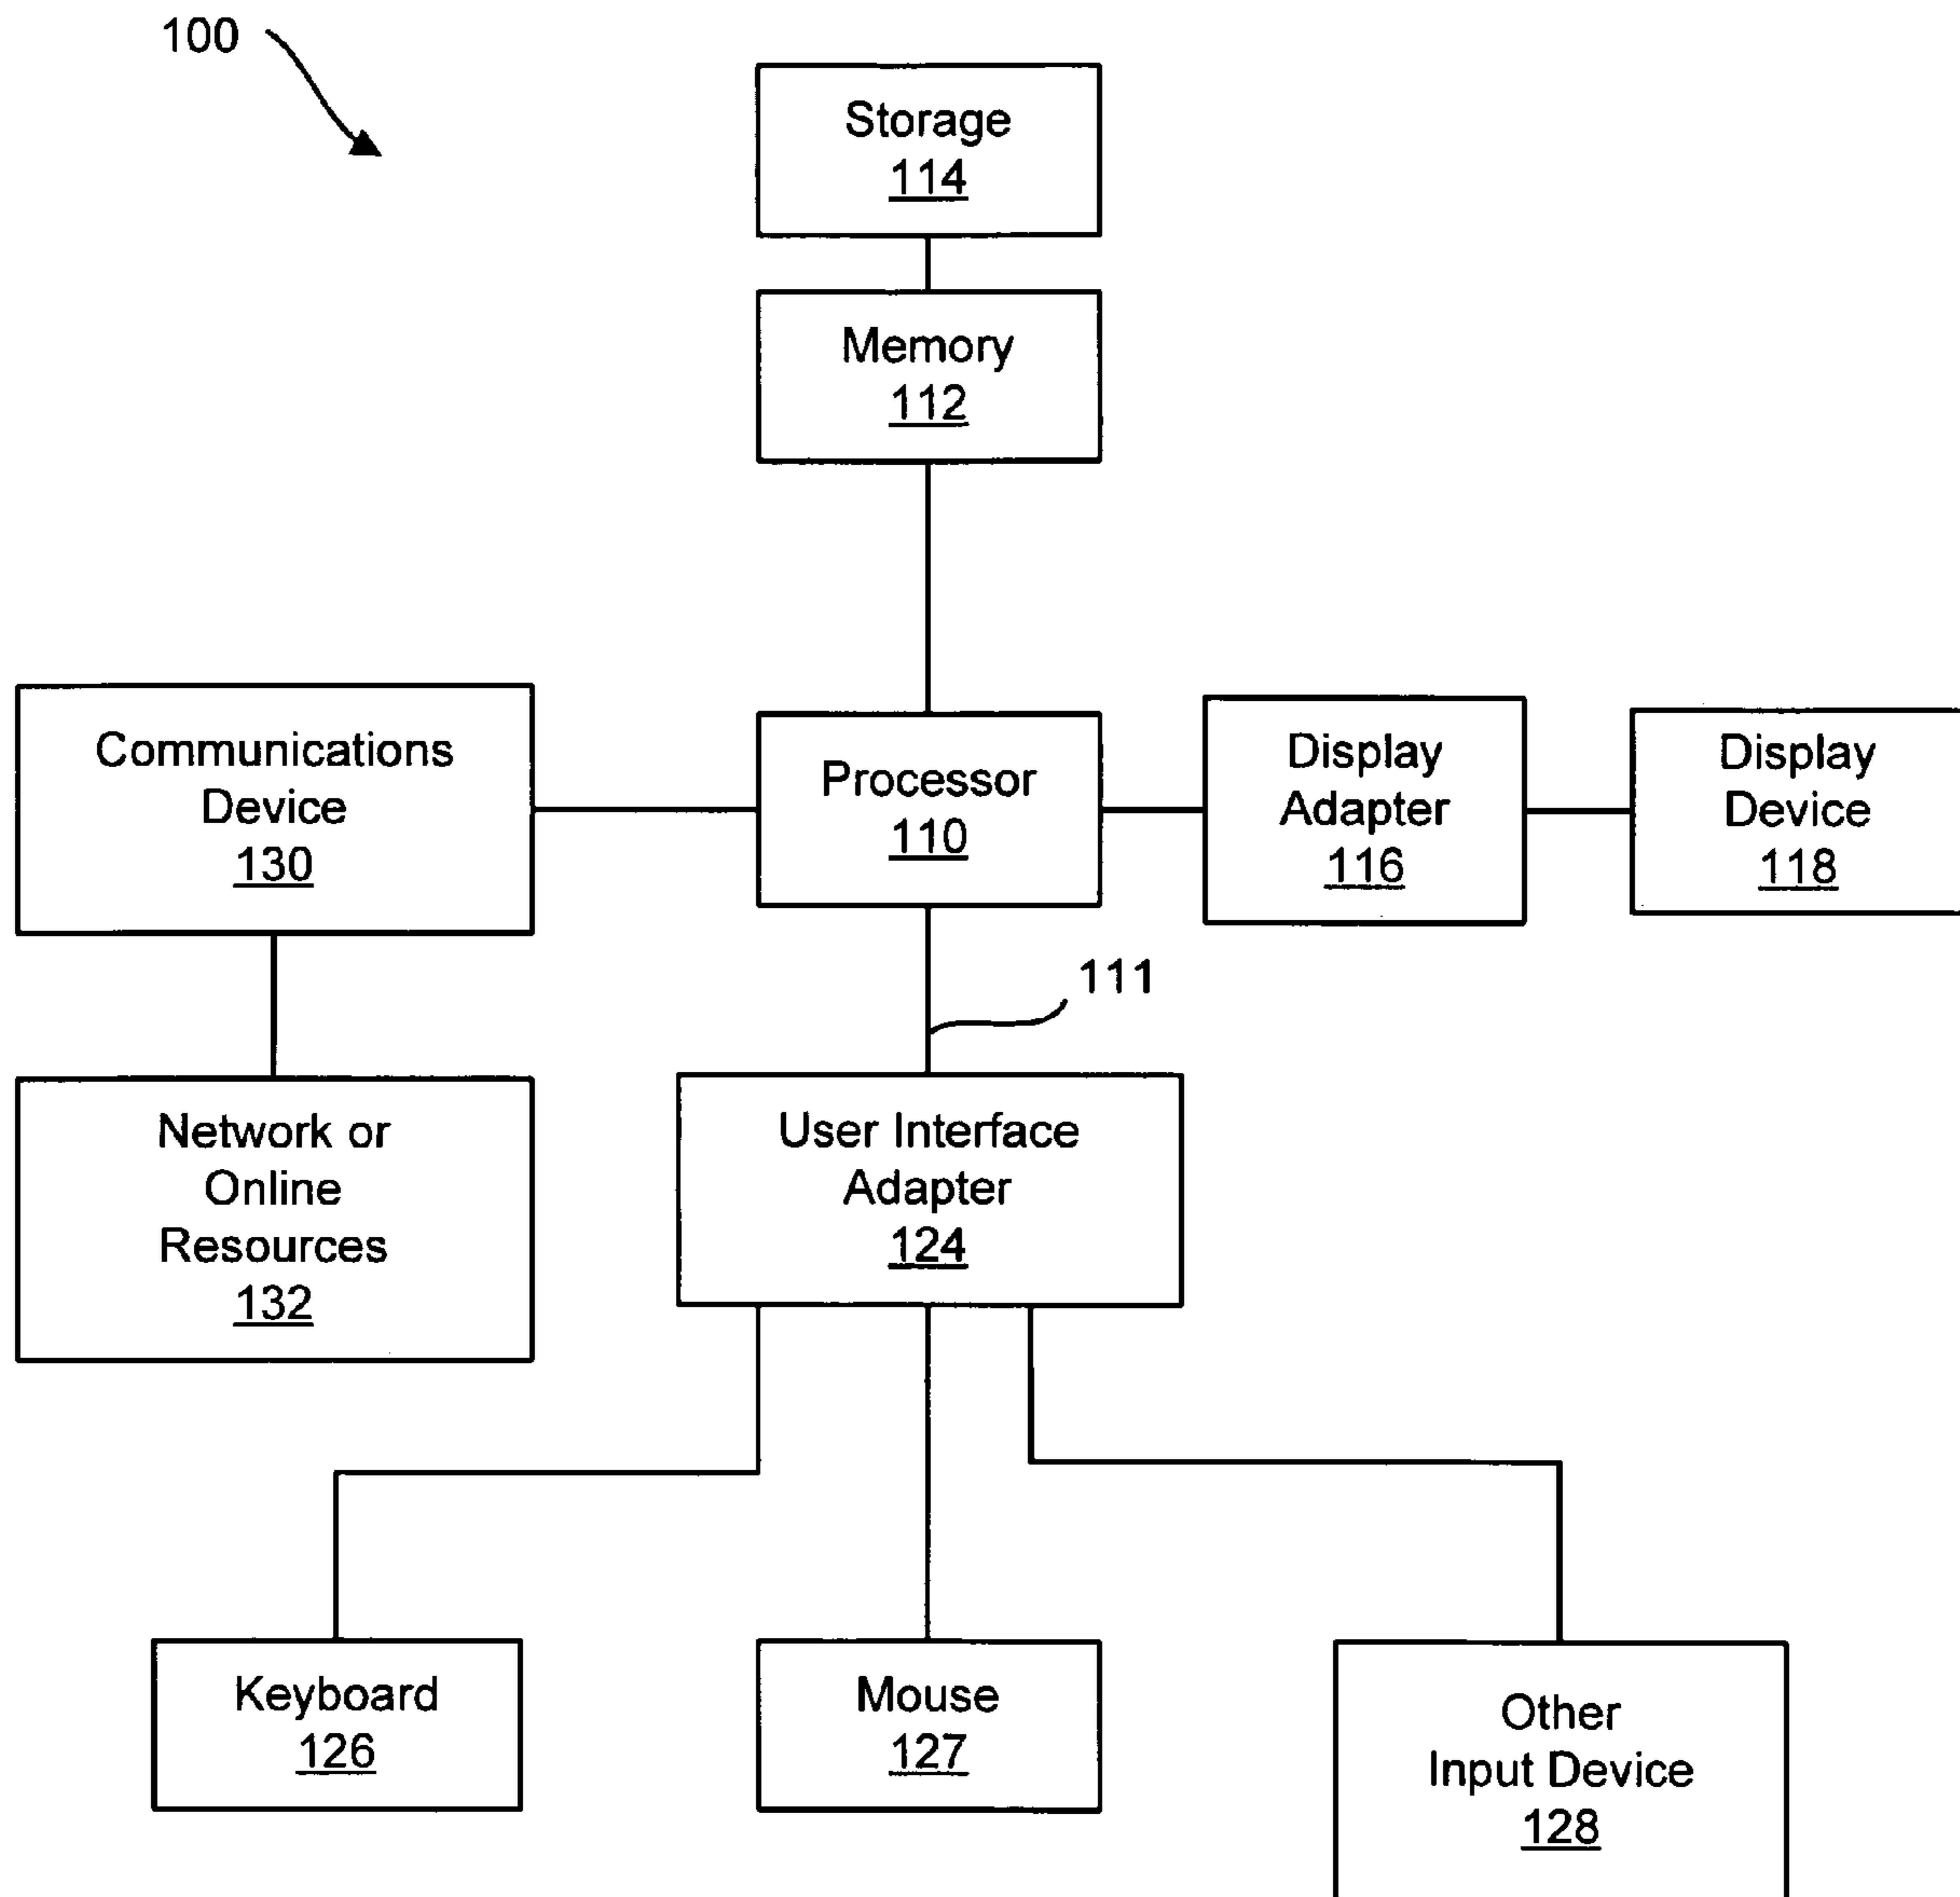 100
Storage
114
Memory
112
Communications
Device
130
Processor
110
Display
Adapter
116
Display
Device
118
111
Network or
Online
Resources
132
User Interface
Adapter
124
Keyboard
126
Mouse
127
Other
Input Device
128